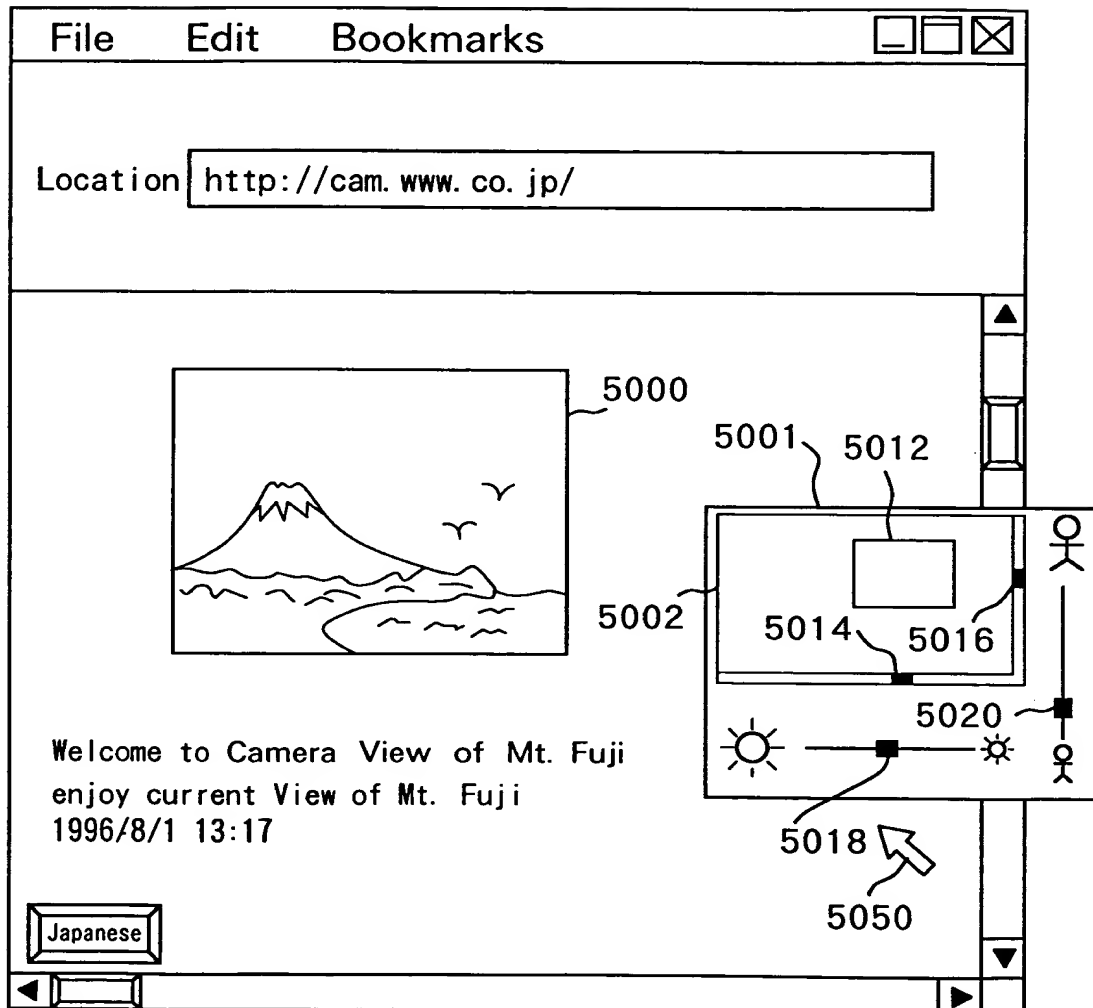 File Edit Bookmarks
Location http://cam.www.co.jp/
5000
5001
5012
5002
5014
5016
5020
Welcome to Camera View of Mt. Fuji
enjoy current View of Mt. Fuji
1996/8/1 13:17
5018
5050
Japanese